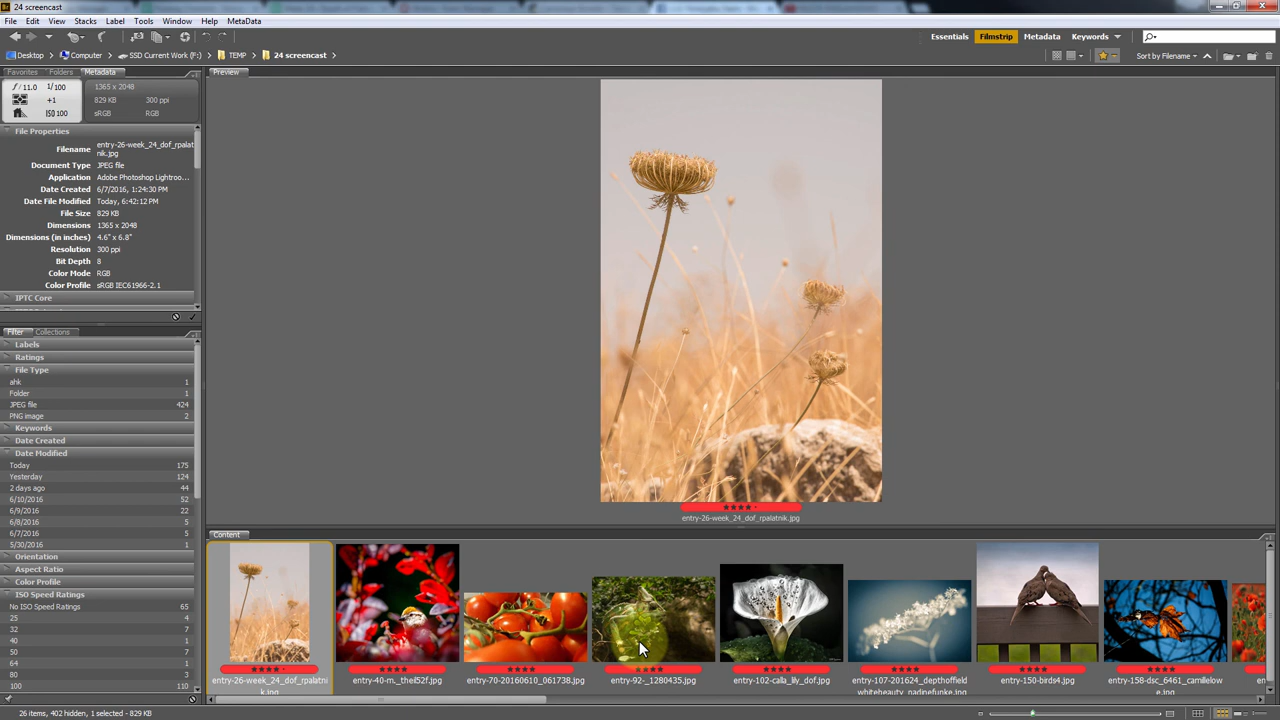 24 screencast
File Edit View Stacks Label Tools Window Help MetaData
Essentials Filmstrip Metadata Keywords
Desktop Computer SSD Current Work (F:) TEMP 24 screencast
Sort by Filename
Favorites Folders Metadata
Preview
f/ 11.0 1/100
+1
ISO 100
1365 x 2048
829 KB 300 ppi
sRGB RGB
File Properties
Filename entry-26-week_24_dof_rpalat
nik.jpg
Document Type JPEG file
Application Adobe Photoshop Lightroo...
Date Created 6/7/2016, 1:24:30 PM
Date File Modified Today, 6:42:12 PM
File Size 829 KB
Dimensions 1365 x 2048
Dimensions (in inches) 4.6" x 6.8"
Resolution 300 ppi
Bit Depth 8
Color Mode RGB
Color Profile sRGB IEC61966-2.1
IPTC Core
Filter Collections
Labels
Ratings
File Type
ahk 1
Folder 1
JPEG file 424
PNG image 2
Keywords
Date Created
Date Modified
Today 175
Yesterday 124
2 days ago 44
6/10/2016 52
6/9/2016 22
6/8/2016 5
6/7/2016 5
5/30/2016 1
Orientation
Aspect Ratio
Color Profile
ISO Speed Ratings
No ISO Speed Ratings 65
25 4
32 7
40 1
50 7
64 1
80 3
100 110
entry-26-week_24_dof_rpalatnik.jpg
Content
entry-26-week_24_dof_rpalatni
k.jpg
entry-40-m._theil52f.jpg
entry-70-20160610_061738.jpg
entry-92-_1280435.jpg
entry-102-calla_lily_dof.jpg
entry-107-201624_depthoffield
whitebeauty_nadinefunke.jpg
entry-150-birds4.jpg
entry-158-dsc_6461_camillelow
e.jpg
26 items, 402 hidden, 1 selected - 829 KB